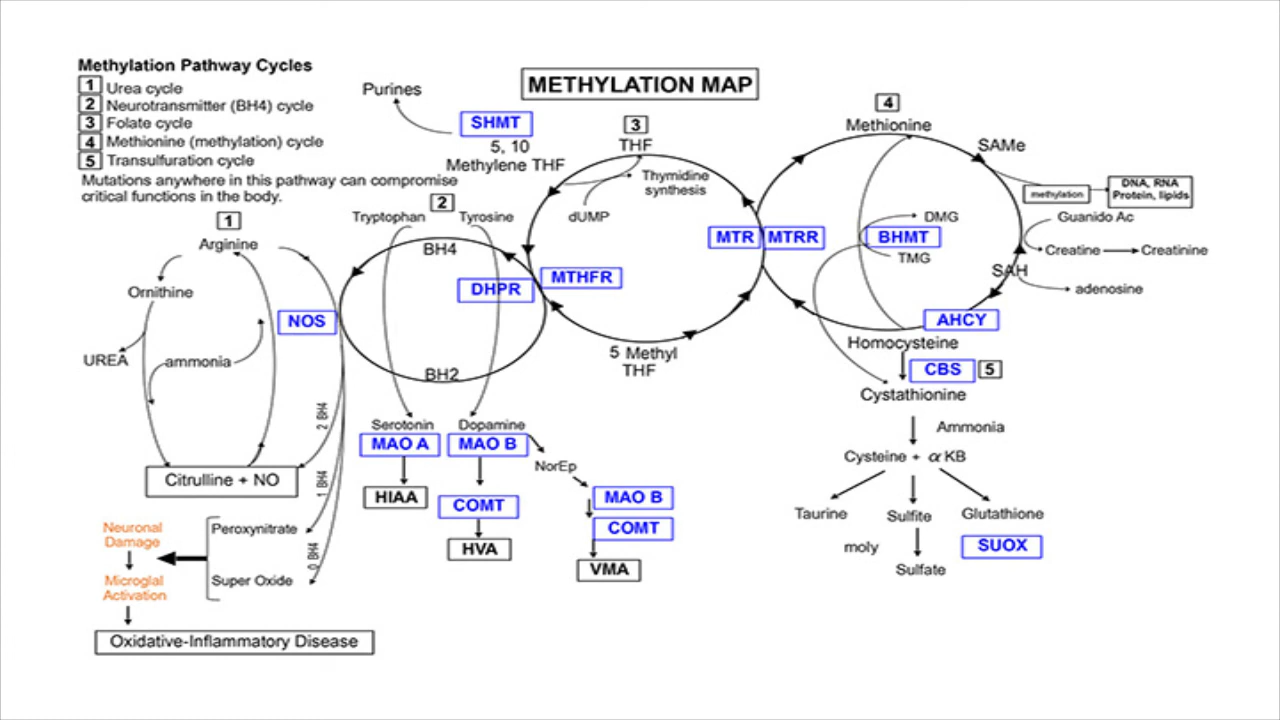 Methylation Pathway Cycles
1 Urea cycle
2 Neurotransmitter (BH4) cycle
3 Folate cycle
4 Methionine (methylation) cycle
5 Transulfuration cycle
Mutations anywhere in this pathway can compromise
critical functions in the body.
METHYLATION MAP
Purines
SHMT
5, 10
Methylene THF
3
THF
Thymidine
synthesis
dUMP
4
Methionine
SAMe
methylation
DNA, RNA
Protein, lipids
Guanido Ac
Creatine
Creatinine
SAH
adenosine
DMG
BHMT
TMG
MTR
MTRR
AHCY
Homocysteine
CBS
5
Cystathionine
Ammonia
Cysteine + α KB
Taurine
Sulfite
Glutathione
moly
SUOX
Sulfate
1
Arginine
Ornithine
UREA
ammonia
NOS
Citrulline + NO
2
Tryptophan
Tyrosine
BH4
DHPR
MTHFR
BH2
5 Methyl
THF
2 BH4
1 BH4
0 BH4
Serotonin
MAO A
HIAA
Dopamine
MAO B
COMT
HVA
NorEp
MAO B
COMT
VMA
Peroxynitrate
Super Oxide
Neuronal
Damage
Microglal
Activation
Oxidative-Inflammatory Disease